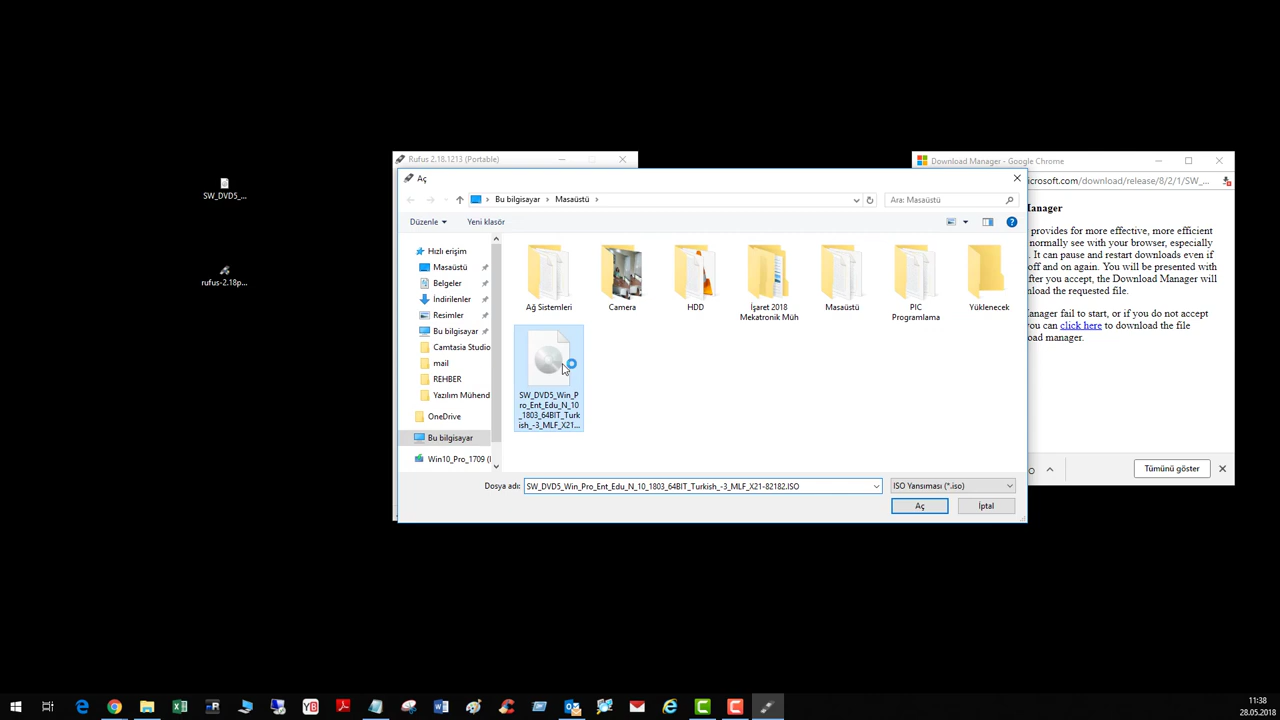 SW_DVD5_...
rufus-2.18p...
Rufus 2.18.1213 (Portable)
Aç
Bu bilgisayar
Masaüstü
Ara: Masaüstü
Düzenle
Yeni klasör
Hızlı erişim
Masaüstü
Belgeler
İndirilenler
Resimler
Bu bilgisayar
Camtasia Studio
mail
REHBER
Yazılım Mühend
OneDrive
Bu bilgisayar
Win10_Pro_1709 (
Ağ Sistemleri
Camera
HDD
İşaret 2018
Mekatronik Müh
Masaüstü
PIC
Programlama
Yüklenecek
SW_DVD5_Win_P
ro_Ent_Edu_N_10
_1803_64BIT_Turk
ish_-3_MLF_X21...
Dosya adı:
SW_DVD5_Win_Pro_Ent_Edu_N_10_1803_64BIT_Turkish_-3_MLF_X21-82182.ISO
ISO Yansıması (*.iso)
Aç
İptal
Download Manager - Google Chrome
icrosoft.com/download/release/8/2/1/SW_...
anager
provides for more effective, more efficient
normally see with your browser, especially
. It can pause and restart downloads even if
off and on again. You will be presented with
fter you accept, the Download Manager will
nload the requested file.
anager fail to start, or if you do not accept
you can click here to download the file
oad manager.
O
Tümünü göster
YB
11:38
28.05.2018